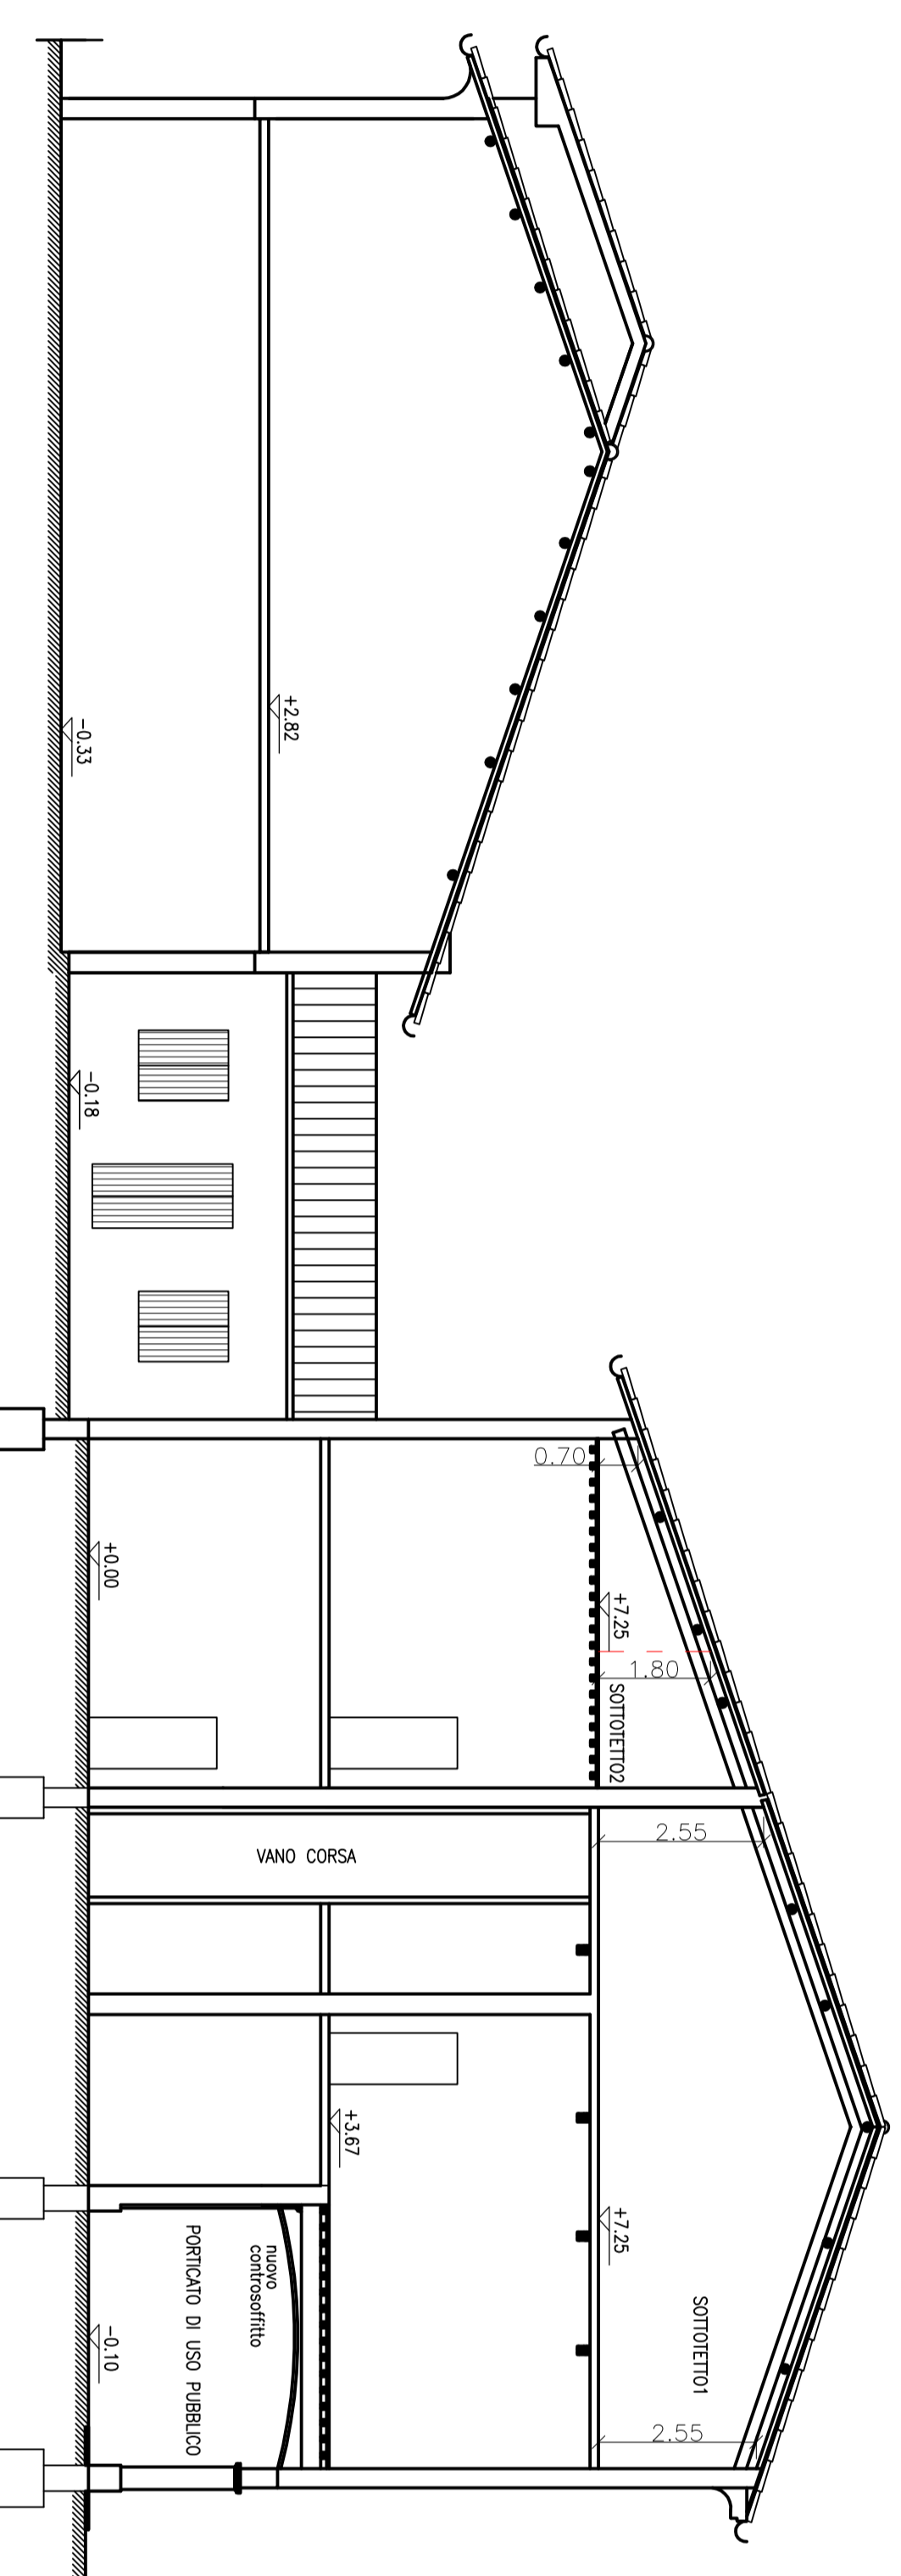 +2.82
-0.33
-0.18
0.70
+0.00
+7.25
1.80
SOTTOTETTO2
2.55
VANO CORSA
+3.67
+7.25
SOTTOTETTO1
nuovo
controsoffitto
PORTICATO DI USO PUBBLICO
-0.10
2.55